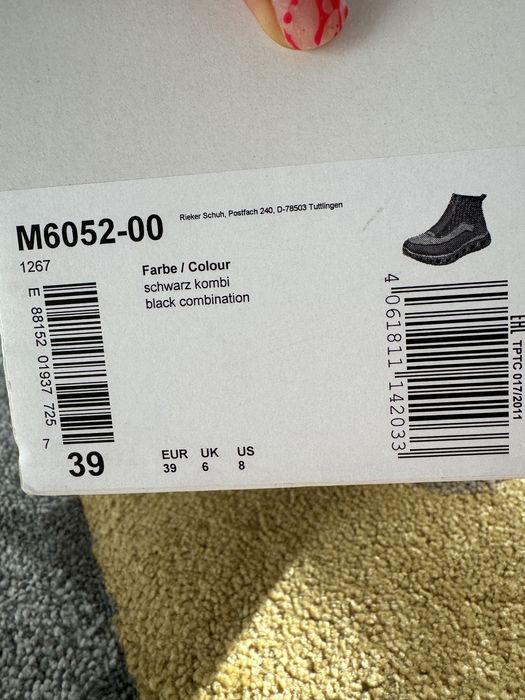 M6052-00
Rieker Schuh, Postfach 240, D-78503 Tuttlingen
1267
Farbe / Colour
schwarz kombi
black combination
E 88152 01937 725 7
39
EUR UK US
39 6 8
4 061811 142033
EAC TPTC 017/2011